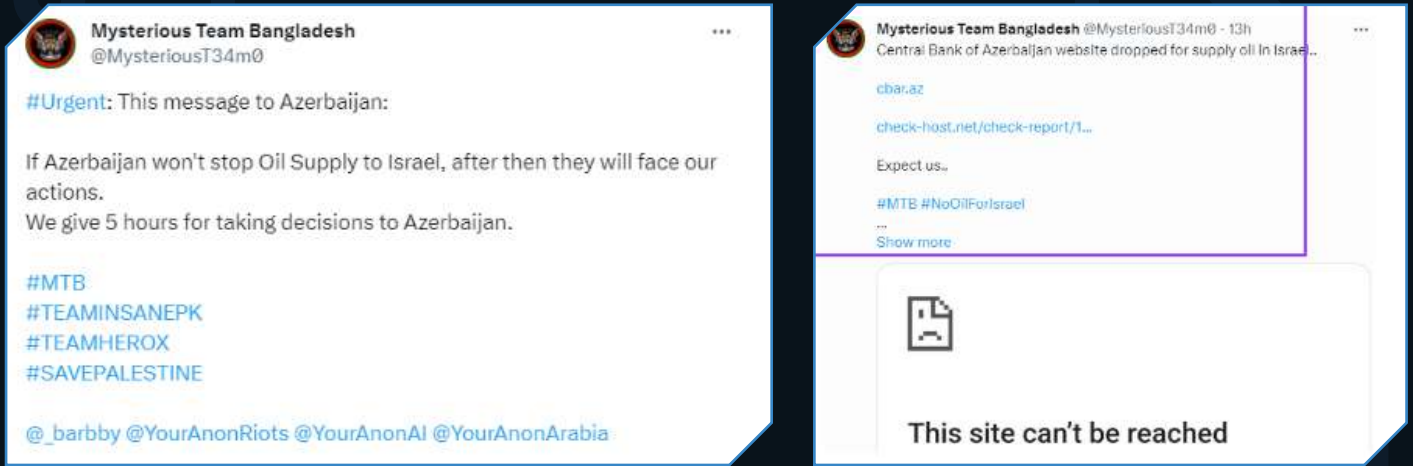 Mysterious Team Bangladesh
@MysteriousT34m0
#Urgent: This message to Azerbaijan:
If Azerbaijan won't stop Oil Supply to Israel, after then they will face our
actions.
We give 5 hours for taking decisions to Azerbaijan.
#MTB
#TEAMINSANEPK
#TEAMHEROX
#SAVEPALESTINE
@_barbby @YourAnonRiots @YourAnonAI @YourAnonArabia
Mysterious Team Bangladesh @MysteriousT34m0 · 13h
Central Bank of Azerbaijan website dropped for supply oil in Israel..
cbar.az
check-host.net/check-report/1...
Expect us..
#MTB #NoOilForIsrael
...
Show more
This site can't be reached